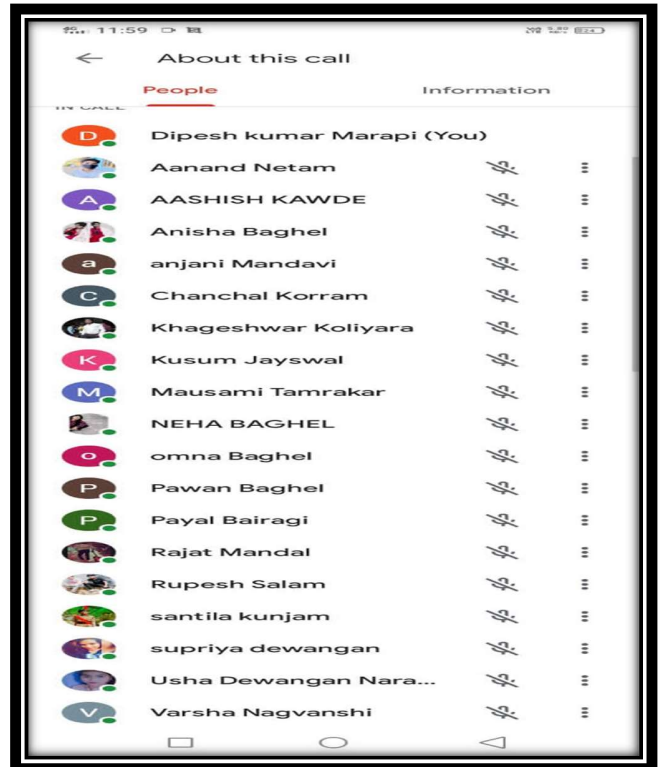 11:59
About this call
People Information
IN CALL
D Dipesh kumar Marapi (You)
Aanand Netam
A AASHISH KAWDE
Anisha Baghel
a anjani Mandavi
C Chanchal Korram
Khageshwar Koliyara
K Kusum Jayswal
M Mausami Tamrakar
NEHA BAGHEL
o omna Baghel
P Pawan Baghel
P Payal Bairagi
Rajat Mandal
Rupesh Salam
santila kunjam
supriya dewangan
Usha Dewangan Nara...
V Varsha Nagvanshi